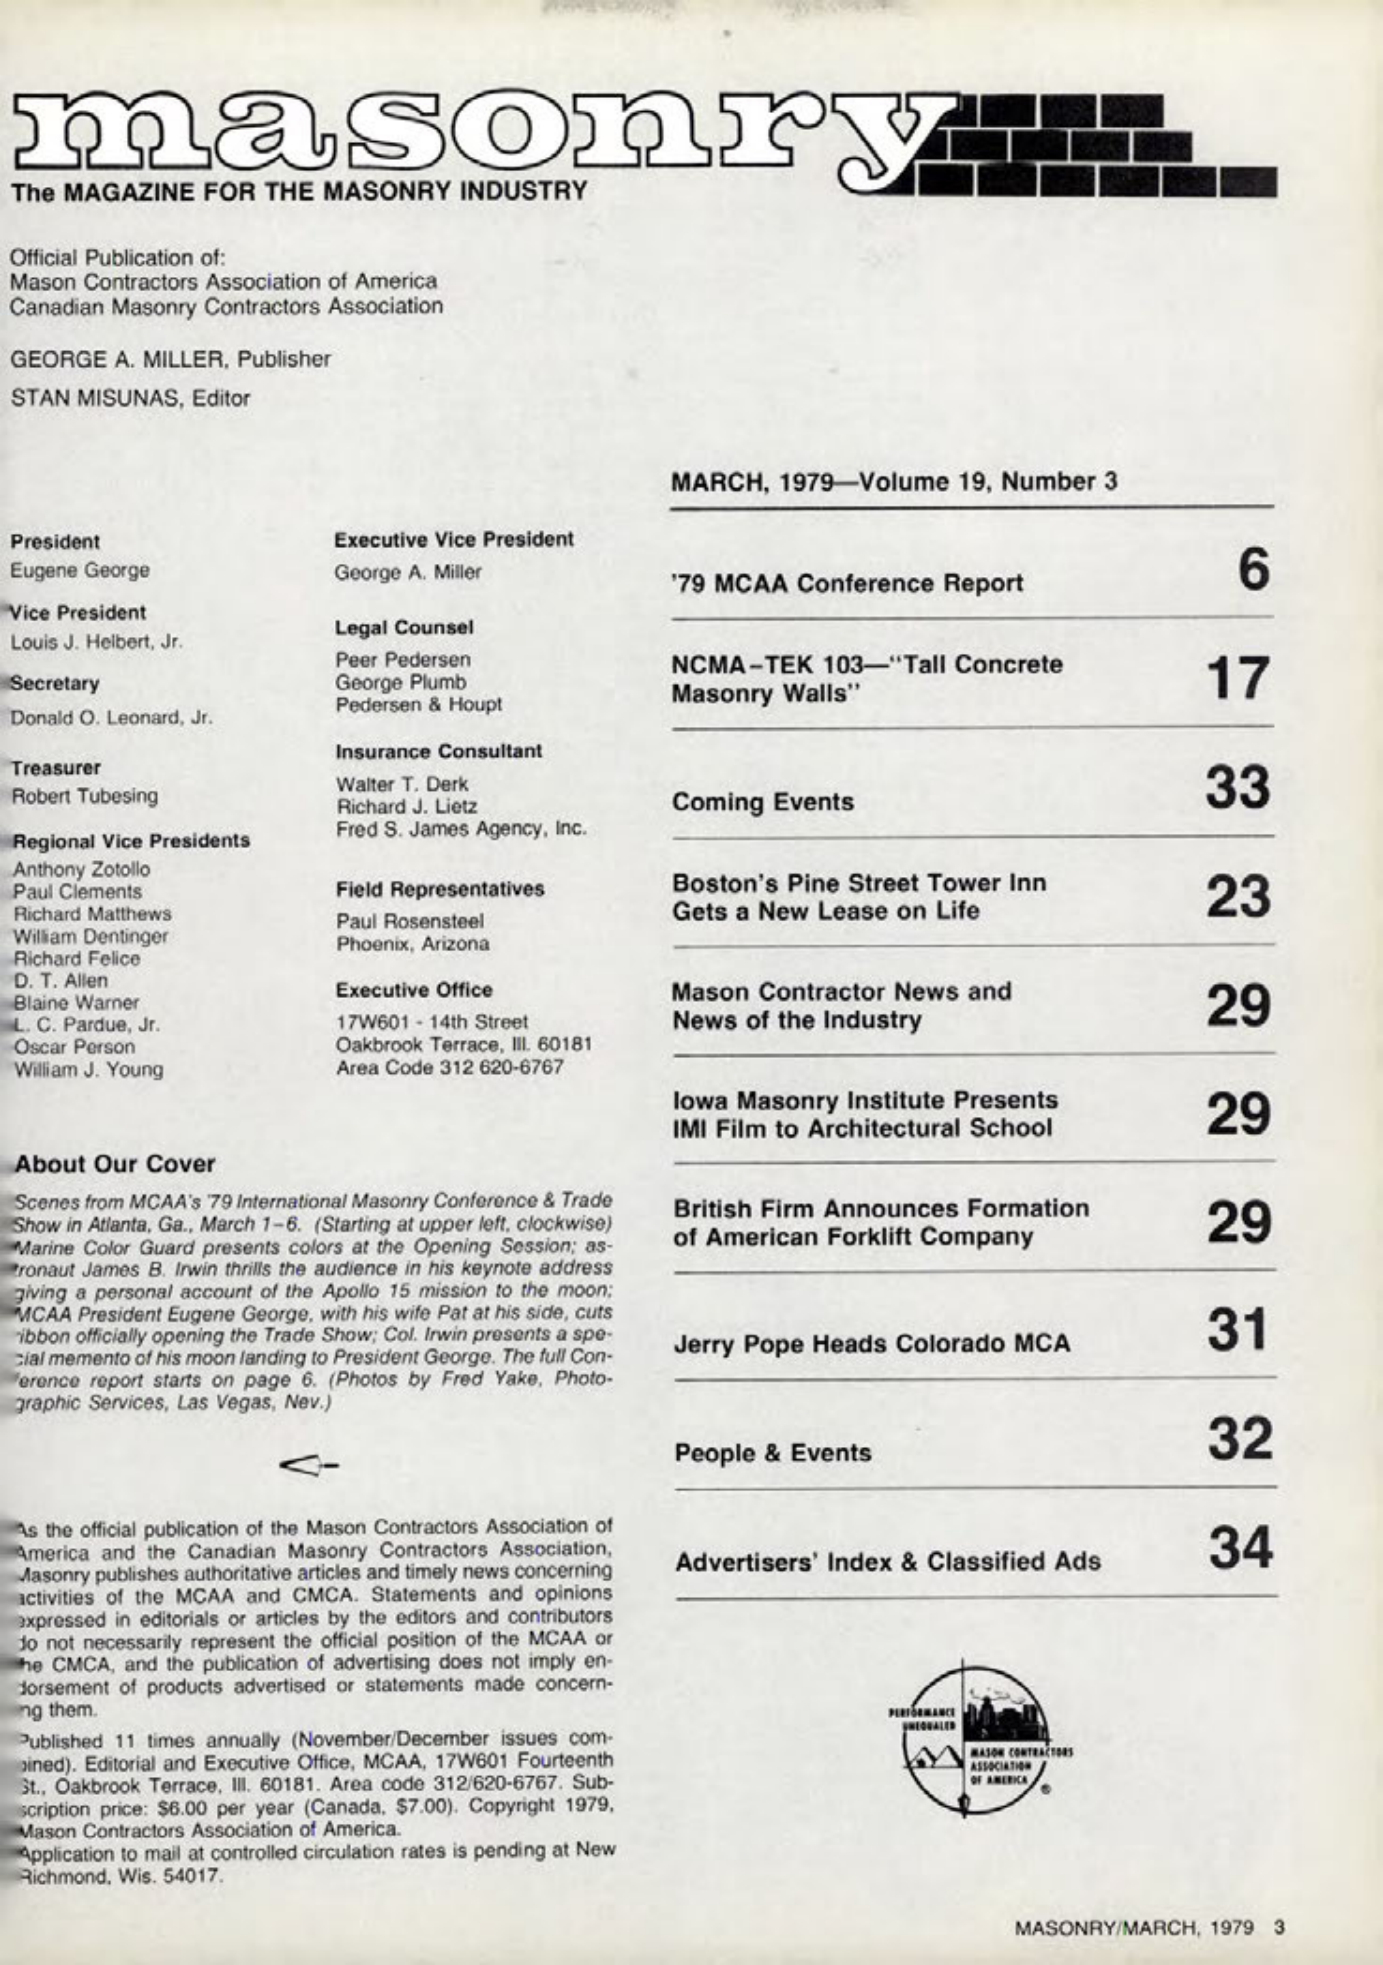 masonry
The MAGAZINE FOR THE MASONRY INDUSTRY
Official Publication of:
Mason Contractors Association of America
Canadian Masonry Contractors Association
GEORGE A. MILLER, Publisher
STAN MISUNAS, Editor
President
Eugene George
Vice President
Louis J. Helbert, Jr.
Secretary
Donald O. Leonard, Jr.
Treasurer
Robert Tubesing
Regional Vice Presidents
Anthony Zotollo
Paul Clements
Richard Matthews
William Dentinger
Richard Felice
D. T. Allen
Blaine Warner
L. C. Pardue, Jr.
Oscar Person
William J. Young
Executive Vice President
George A. Miller
Legal Counsel
Peer Pedersen
George Plumb
Pedersen & Houpt
Insurance Consultant
Walter T. Derk
Richard J. Lietz
Fred S. James Agency, Inc.
Field Representatives
Paul Rosensteel
Phoenix, Arizona
Executive Office
17W601 - 14th Street
Oakbrook Terrace, Ill. 60181
Area Code 312 620-6767
About Our Cover
Scenes from MCAA's '79 International Masonry Conference & Trade
Show in Atlanta, Ga., March 1-6. (Starting at upper left, clockwise)
Marine Color Guard presents colors at the Opening Session; as-
tronaut James B. Irwin thrills the audience in his keynote address
giving a personal account of the Apollo 15 mission to the moon;
MCAA President Eugene George, with his wife Pat at his side, cuts
ribbon officially opening the Trade Show; Col. Irwin presents a spe-
cial memento of his moon landing to President George. The full Con-
ference report starts on page 6. (Photos by Fred Yake, Photo-
graphic Services, Las Vegas, Nev.)
As the official publication of the Mason Contractors Association of
America and the Canadian Masonry Contractors Association,
Masonry publishes authoritative articles and timely news concerning
activities of the MCAA and CMCA. Statements and opinions
expressed in editorials or articles by the editors and contributors
do not necessarily represent the official position of the MCAA or
the CMCA, and the publication of advertising does not imply en-
dorsement of products advertised or statements made concern-
ing them.
Published 11 times annually (November/December issues com-
bined). Editorial and Executive Office, MCAA, 17W601 Fourteenth
St., Oakbrook Terrace, Ill. 60181. Area code 312/620-6767. Sub-
scription price: $6.00 per year (Canada, $7.00). Copyright 1979,
Mason Contractors Association of America.
Application to mail at controlled circulation rates is pending at New
Richmond, Wis. 54017.
MARCH, 1979—Volume 19, Number 3
'79 MCAA Conference Report 6
NCMA-TEK 103—"Tall Concrete
Masonry Walls" 17
Coming Events 33
Boston's Pine Street Tower Inn
Gets a New Lease on Life 23
Mason Contractor News and
News of the Industry 29
Iowa Masonry Institute Presents
IMI Film to Architectural School 29
British Firm Announces Formation
of American Forklift Company 29
Jerry Pope Heads Colorado MCA 31
People & Events 32
Advertisers' Index & Classified Ads 34
PERFORMANCE
UNEQUALED
MASON CONTRACTORS
ASSOCIATION
OF AMERICA
®
MASONRY/MARCH, 1979 3